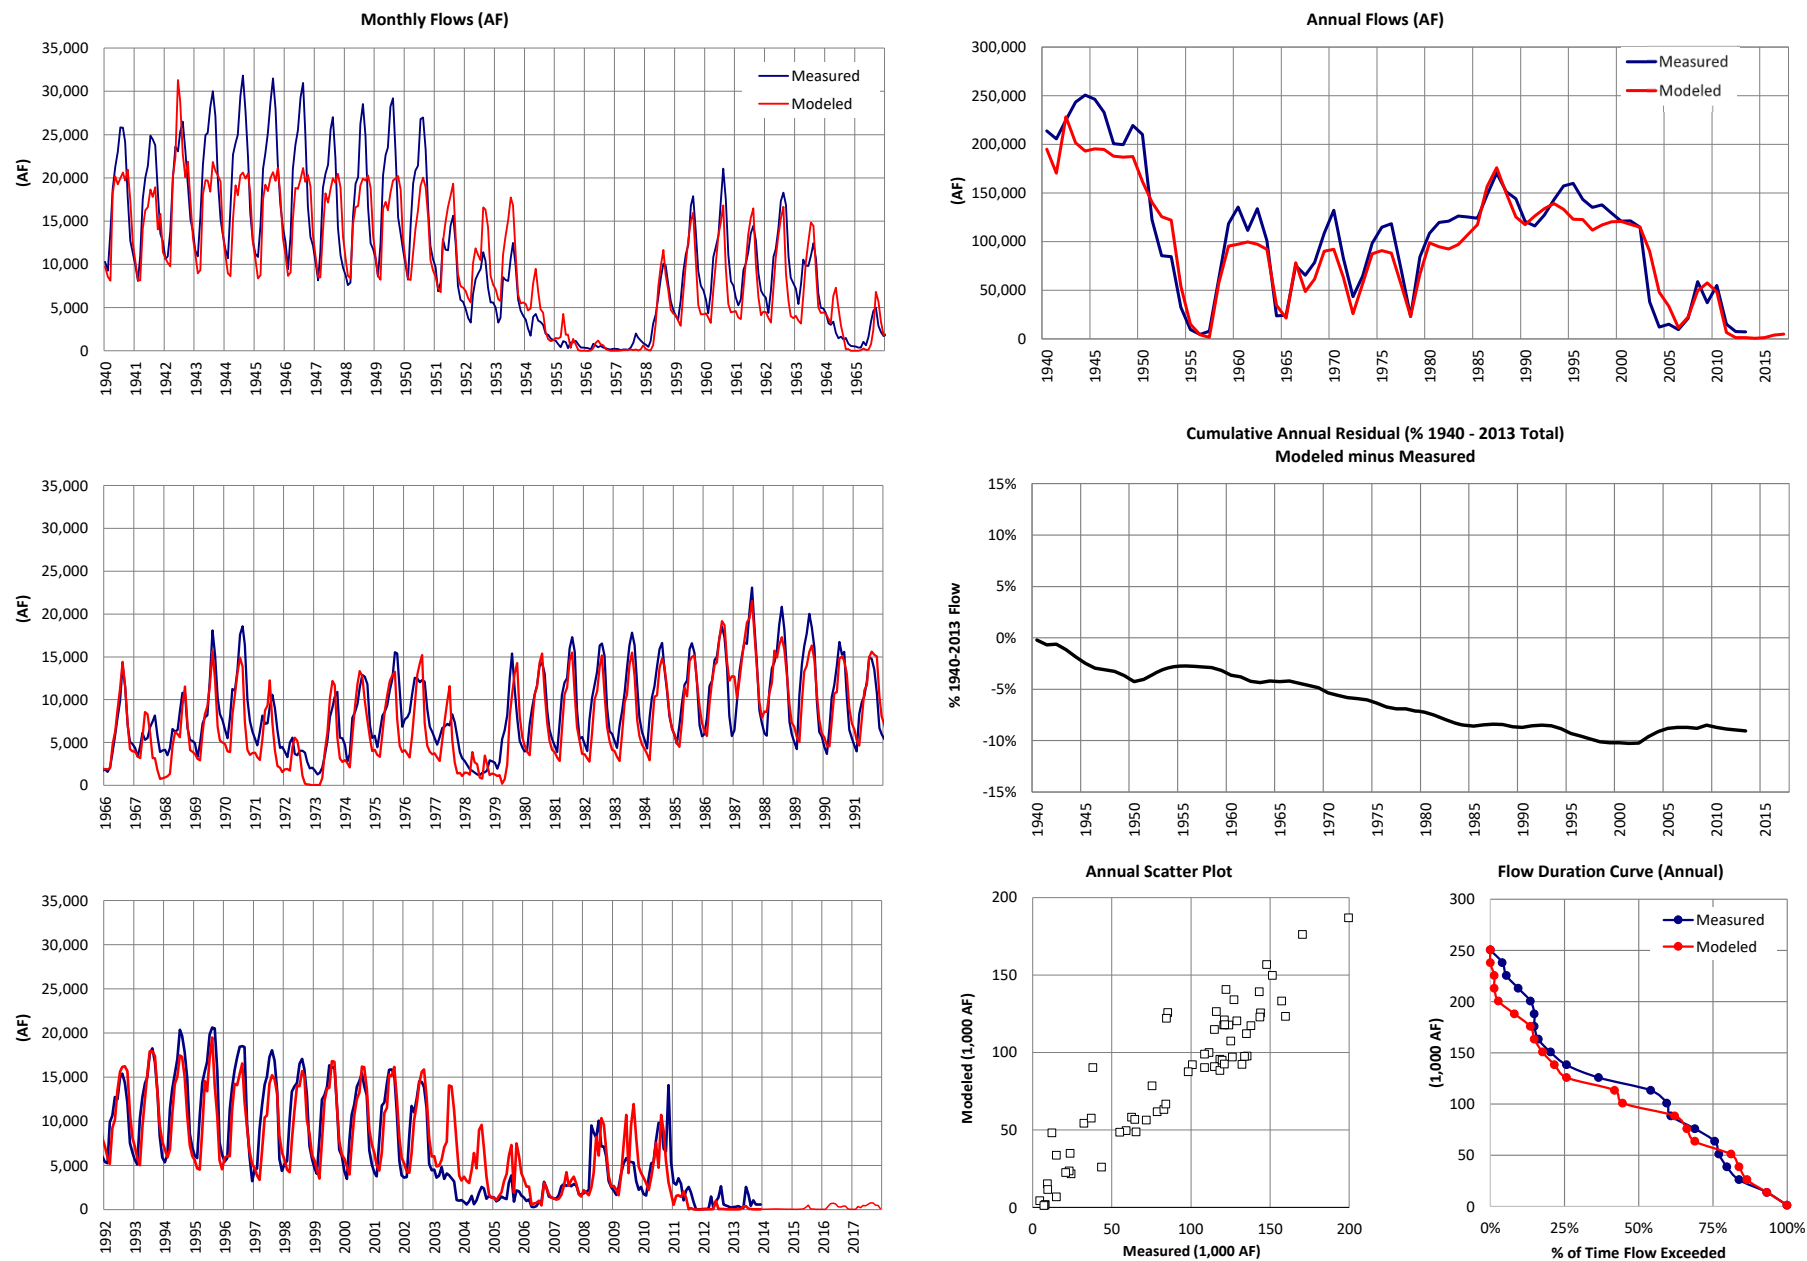 Monthly Flows (AF)
35,000
30,000
25,000
20,000
15,000
10,000
5,000
0
(AF)
Measured
Modeled
1940 1941 1942 1943 1944 1945 1946 1947 1948 1949 1950 1951 1952 1953 1954 1955 1956 1957 1958 1959 1960 1961 1962 1963 1964 1965
Annual Flows (AF)
300,000
250,000
200,000
150,000
100,000
50,000
0
(AF)
Measured
Modeled
1940 1945 1950 1955 1960 1965 1970 1975 1980 1985 1990 1995 2000 2005 2010 2015
35,000
30,000
25,000
20,000
15,000
10,000
5,000
0
(AF)
1966 1967 1968 1969 1970 1971 1972 1973 1974 1975 1976 1977 1978 1979 1980 1981 1982 1983 1984 1985 1986 1987 1988 1989 1990 1991
Cumulative Annual Residual (% 1940 - 2013 Total)
Modeled minus Measured
15%
10%
5%
0%
-5%
-10%
-15%
% 1940-2013 Flow
1940 1945 1950 1955 1960 1965 1970 1975 1980 1985 1990 1995 2000 2005 2010 2015
35,000
30,000
25,000
20,000
15,000
10,000
5,000
0
(AF)
1992 1993 1994 1995 1996 1997 1998 1999 2000 2001 2002 2003 2004 2005 2006 2007 2008 2009 2010 2011 2012 2013 2014 2015 2016 2017
Annual Scatter Plot
200
150
100
50
0
Modeled (1,000 AF)
0 50 100 150 200
Measured (1,000 AF)
Flow Duration Curve (Annual)
300
250
200
150
100
50
0
(1,000 AF)
Measured
Modeled
0% 25% 50% 75% 100%
% of Time Flow Exceeded